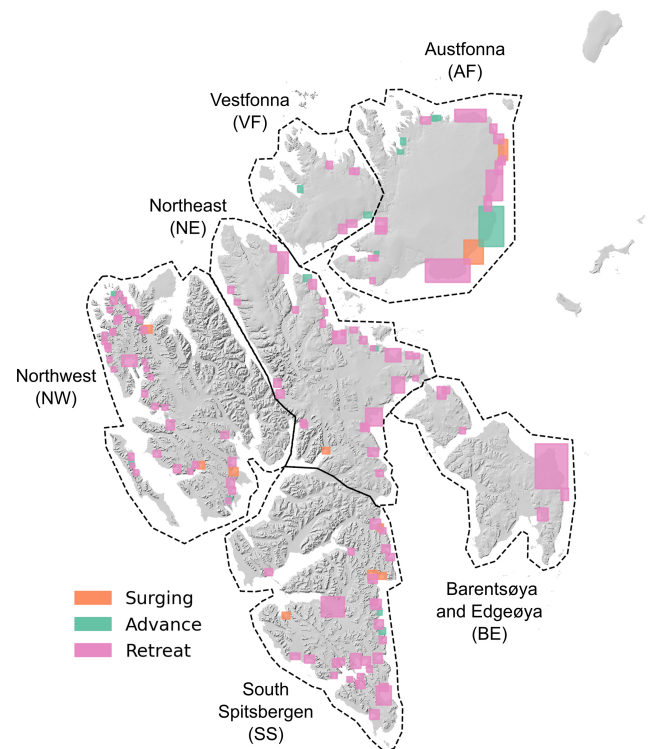 Austfonna
(AF)
Vestfonna
(VF)
Northeast
(NE)
Northwest
(NW)
Surging
Advance
Retreat
Barentsøya
and Edgeøya
(BE)
South
Spitsbergen
(SS)